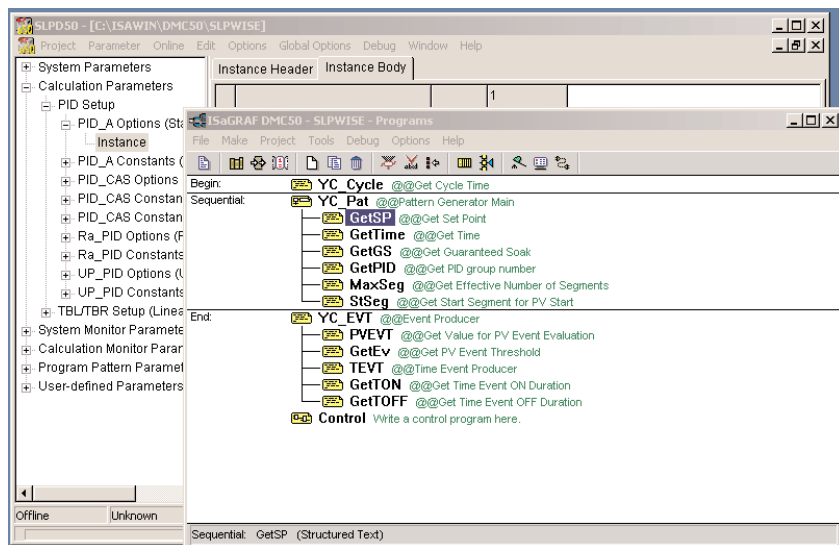 SLPD50 - [C:\ISAWIN\DMC50\SLPWISE]
Project Parameter Online Edit Options Global Options Debug Window Help
System Parameters
Calculation Parameters
PID Setup
PID_A Options (Sta
Instance
PID_A Constants (
PID_CAS Options
PID_CAS Constan
PID_CAS Constan
Ra_PID Options (F
Ra_PID Constants
UP_PID Options (U
UP_PID Constants
TBL/TBR Setup (Linea
System Monitor Paramete
Calculation Monitor Parar
Program Pattern Paramet
User-defined Parameters
Offline Unknown
Instance Header Instance Body
1
ISaGRAF DMC50 - SLPWISE - Programs
File Make Project Tools Debug Options Help
Begin: YC_Cycle @@Get Cycle Time
Sequential: YC_Pat @@Pattern Generator Main
GetSP @@Get Set Point
GetTime @@Get Time
GetGS @@Get Guaranteed Soak
GetPID @@Get PID group number
MaxSeg @@Get Effective Number of Segments
StSeg @@Get Start Segment for PV Start
End: YC_EVT @@Event Producer
PVEVT @@Get Value for PV Event Evaluation
GetEv @@Get PV Event Threshold
TEVT @@Time Event Producer
GetTON @@Get Time Event ON Duration
GetTOFF @@Get Time Event OFF Duration
Control Write a control program here.
Sequential: GetSP (Structured Text)